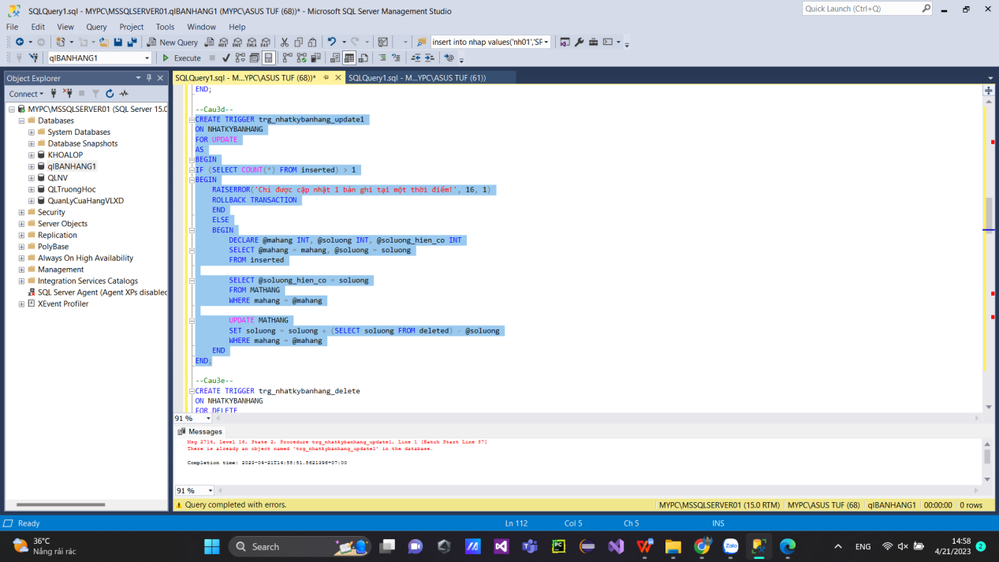 SQLQuery1.sql - MYPC\MSSQLSERVER01.qlBANHANG1 (MYPC\ASUS TUF (68))* - Microsoft SQL Server Management Studio
Quick Launch (Ctrl+Q)
File Edit View Query Project Tools Window Help
New Query
insert into nhap values('nh01','SF
qlBANHANG1
Execute
Object Explorer
SQLQuery1.sql - M...YPC\ASUS TUF (68))*
SQLQuery1.sql - M...YPC\ASUS TUF (61))
Connect
MYPC\MSSQLSERVER01 (SQL Server 15.0
Databases
System Databases
Database Snapshots
KHOALOP
qlBANHANG1
QLNV
QLTruongHoc
QuanLyCuaHangVLXD
Security
Server Objects
Replication
PolyBase
Always On High Availability
Management
Integration Services Catalogs
SQL Server Agent (Agent XPs disabled
XEvent Profiler
END;
--Cau3d--
CREATE TRIGGER trg_nhatkybanhang_update1
ON NHATKYBANHANG
FOR UPDATE
AS
BEGIN
IF (SELECT COUNT(*) FROM inserted) > 1
BEGIN
RAISERROR('Chỉ được cập nhật 1 bản ghi tại một thời điểm!', 16, 1)
ROLLBACK TRANSACTION
END
ELSE
BEGIN
DECLARE @mahang INT, @soluong INT, @soluong_hien_co INT
SELECT @mahang = mahang, @soluong = soluong
FROM inserted
SELECT @soluong_hien_co = soluong
FROM MATHANG
WHERE mahang = @mahang
UPDATE MATHANG
SET soluong = soluong + (SELECT soluong FROM deleted) - @soluong
WHERE mahang = @mahang
END
END;
--Cau3e--
CREATE TRIGGER trg_nhatkybanhang_delete
ON NHATKYBANHANG
FOR DELETE
91 %
Messages
Msg 2714, Level 16, State 2, Procedure trg_nhatkybanhang_update1, Line 1 [Batch Start Line 87]
There is already an object named 'trg_nhatkybanhang_update1' in the database.
Completion time: 2023-04-21T14:55:51.5621396+07:00
91 %
Query completed with errors.
MYPC\MSSQLSERVER01 (15.0 RTM) MYPC\ASUS TUF (68) qlBANHANG1 00:00:00 0 rows
Ready
Ln 112 Col 5 Ch 5 INS
36°C
Nắng rải rác
Search
Zalo
ENG
14:58
4/21/2023
2